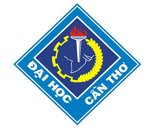 ĐẠI HỌC
CẦN THƠ